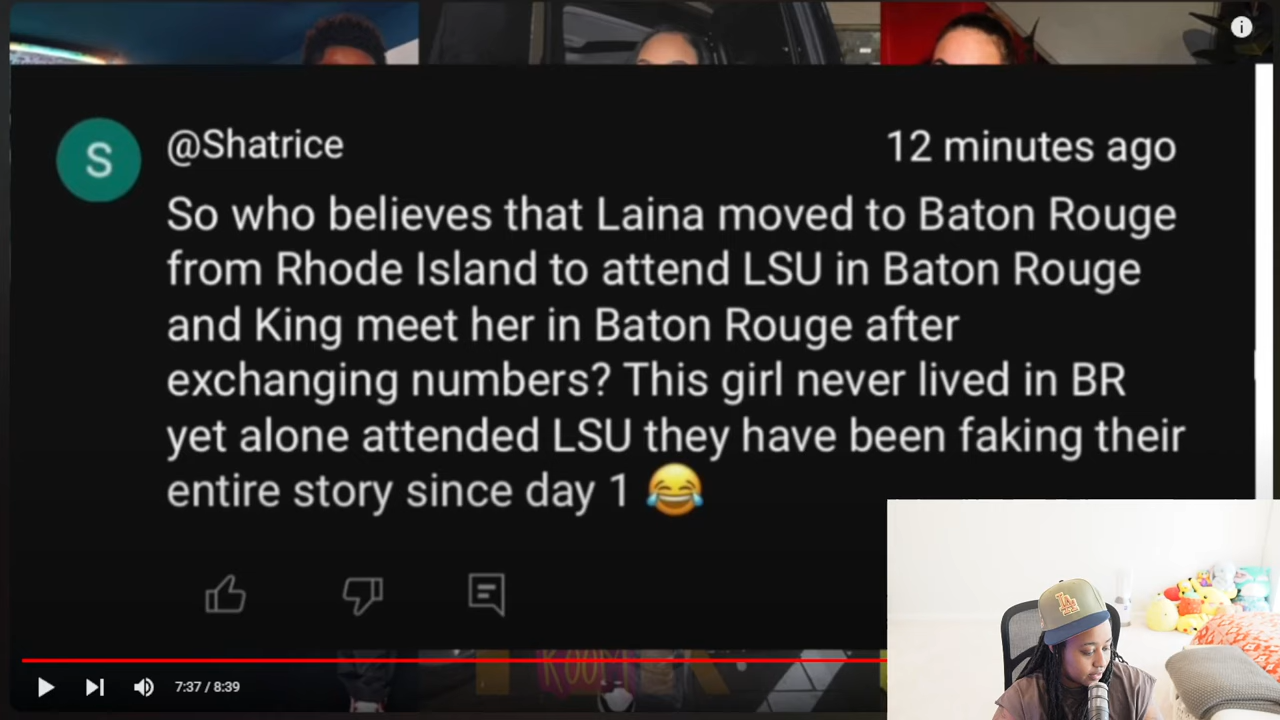 @Shatrice
12 minutes ago
So who believes that Laina moved to Baton Rouge
from Rhode Island to attend LSU in Baton Rouge
and King meet her in Baton Rouge after
exchanging numbers? This girl never lived in BR
yet alone attended LSU they have been faking their
entire story since day 1 😂
7:37 / 8:39
S
LA